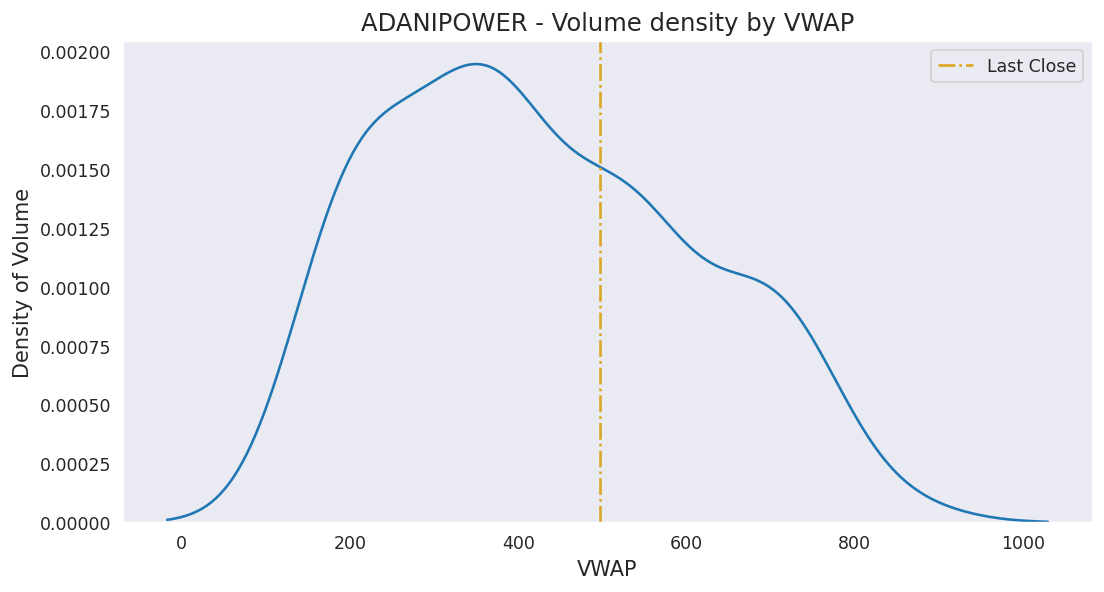 ADANIPOWER - Volume density by VWAP
Last Close
Density of Volume
0.00200
0.00175
0.00150
0.00125
0.00100
0.00075
0.00050
0.00025
0.00000
0 200 400 600 800 1000
VWAP